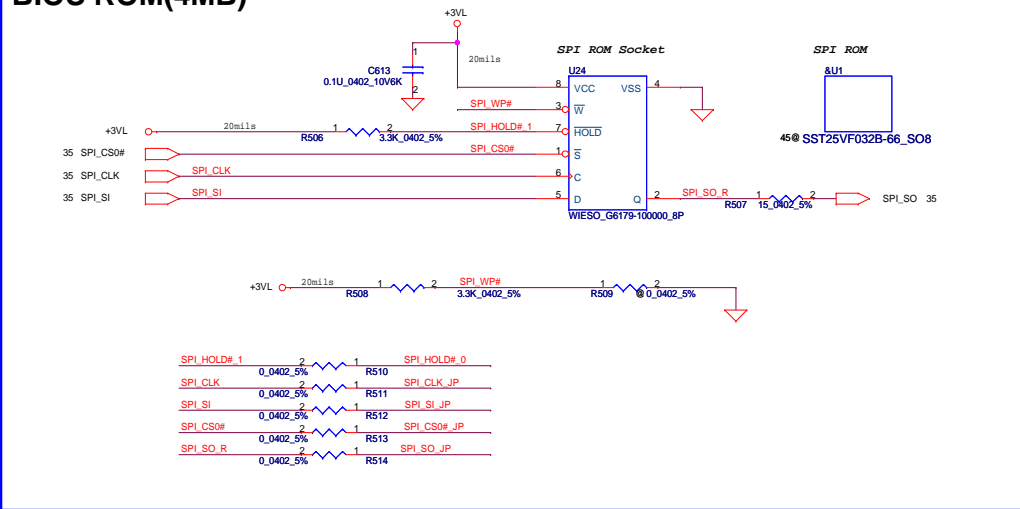 BIOS ROM(4MB)
+3VL
1
C613
0.1U_0402_10V6K
2
20mils
SPI ROM Socket
SPI ROM
U24
&U1
8 VCC VSS 4
SPI_WP# 3 W
+3VL 20mils R506 1 2 3.3K_0402_5% SPI_HOLD#_1 7 HOLD
45@ SST25VF032B-66_SO8
35 SPI_CS0# SPI_CS0# 1 S
35 SPI_CLK SPI_CLK 6 C
35 SPI_SI SPI_SI 5 D Q 2 SPI_SO_R R507 1 2 15_0402_5% SPI_SO 35
WIESO_G6179-100000_8P
+3VL 20mils R508 1 2 SPI_WP# 3.3K_0402_5% R509 1 2 @ 0_0402_5%
SPI_HOLD#_1 0_0402_5% 2 1 R510 SPI_HOLD#_0
SPI_CLK 0_0402_5% 2 1 R511 SPI_CLK_JP
SPI_SI 0_0402_5% 2 1 R512 SPI_SI_JP
SPI_CS0# 0_0402_5% 2 1 R513 SPI_CS0#_JP
SPI_SO_R 0_0402_5% 2 1 R514 SPI_SO_JP